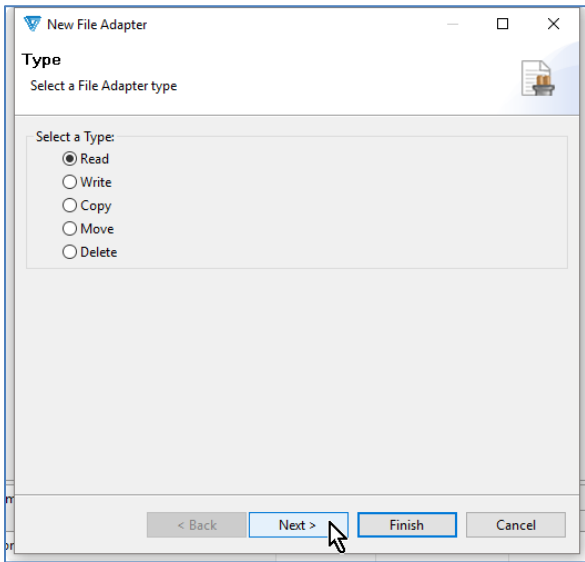 New File Adapter
Type
Select a File Adapter type
Select a Type:
Read
Write
Copy
Move
Delete
< Back Next > Finish Cancel